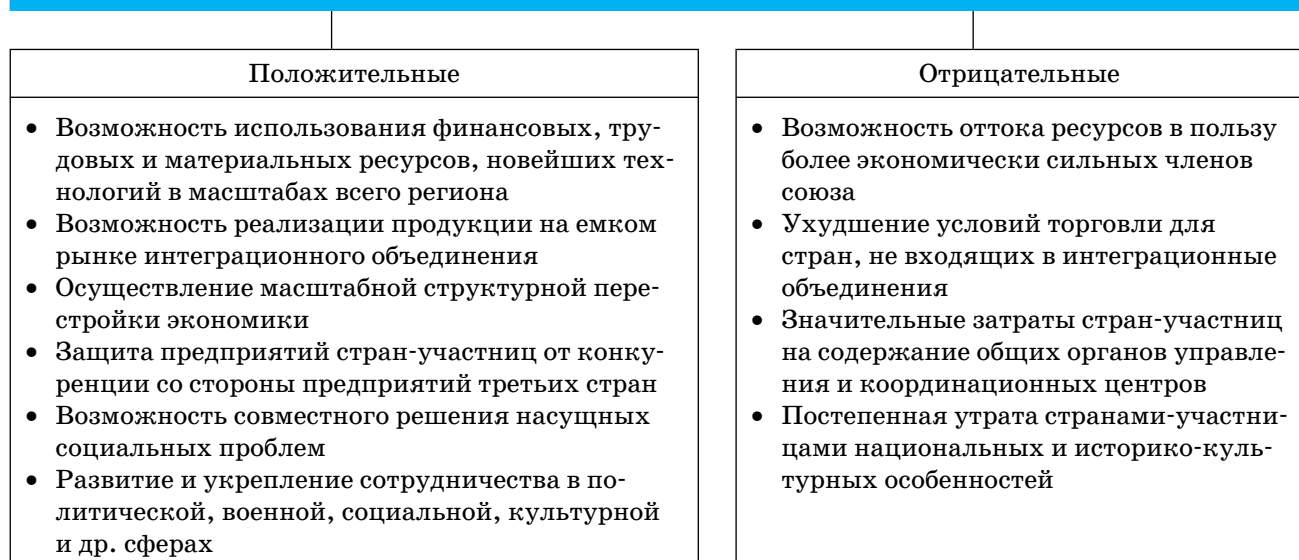 Положительные
• Возможность использования финансовых, тру-
довых и материальных ресурсов, новейших тех-
нологий в масштабах всего региона
• Возможность реализации продукции на емком
рынке интеграционного объединения
• Осуществление масштабной структурной пере-
стройки экономики
• Защита предприятий стран-участниц от конку-
ренции со стороны предприятий третьих стран
• Возможность совместного решения насущных
социальных проблем
• Развитие и укрепление сотрудничества в по-
литической, военной, социальной, культурной
и др. сферах
Отрицательные
• Возможность оттока ресурсов в пользу
более экономически сильных членов
союза
• Ухудшение условий торговли для
стран, не входящих в интеграционные
объединения
• Значительные затраты стран-участниц
на содержание общих органов управле-
ния и координационных центров
• Постепенная утрата странами-участни-
цами национальных и историко-куль-
турных особенностей